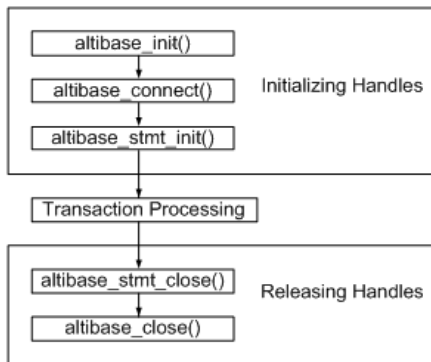 altibase_init()
altibase_connect()
Initializing Handles
altibase_stmt_init()
Transaction Processing
altibase_stmt_close()
Releasing Handles
altibase_close()